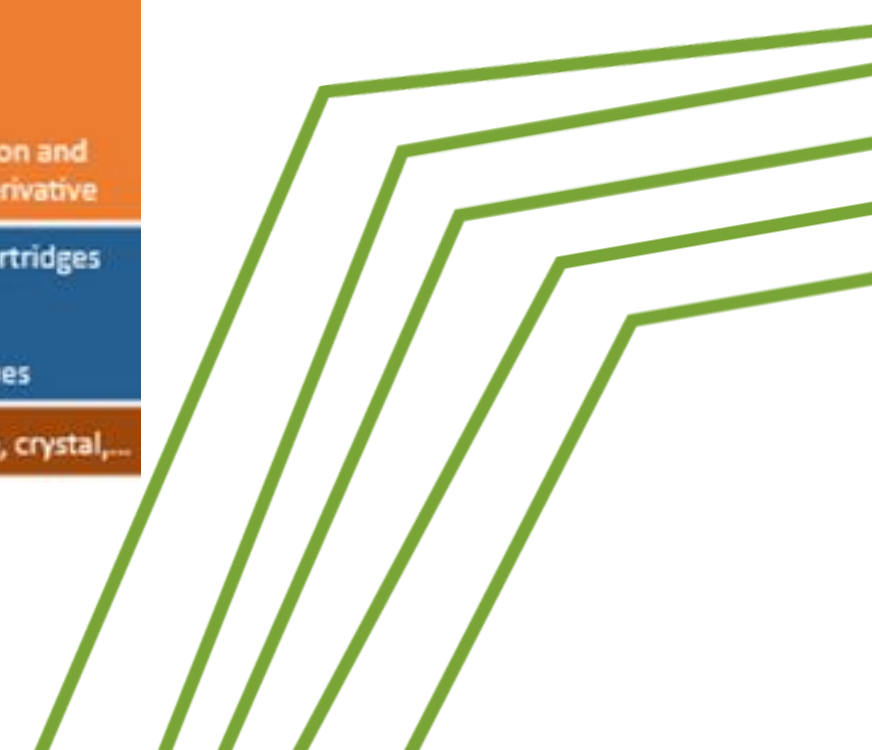 on and
rivative
rtridges
es
, crystal,...